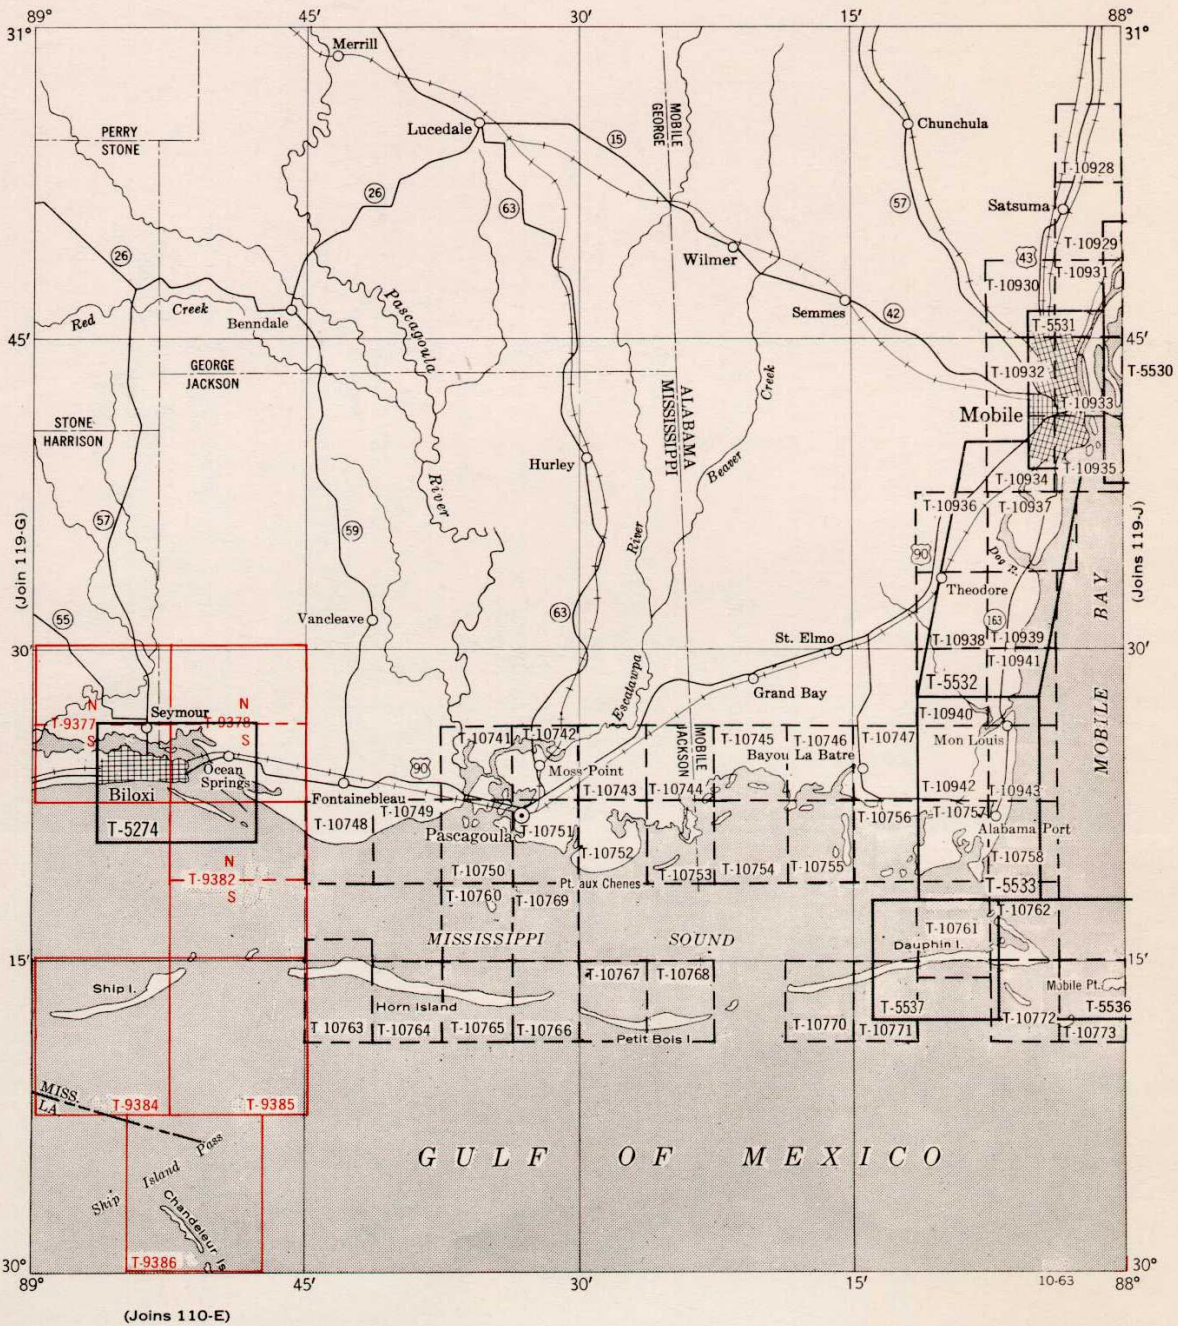 89° 45′ 30′ 15′ 88°
31° 31°
Merrill
MOBILE
GEORGE
Lucedale
15
Chunchula
PERRY
STONE
T-10928
26
63
57
Satsuma
26
T-10929
Wilmer
43
T-10931
T-10930
Pascagoula
Red Creek
Benndale
Semmes
42
T-5531
45′ 45′
GEORGE
JACKSON
T-10932
T-5530
ALABAMA
MISSISSIPPI
Creek
T-10933
Mobile
STONE
HARRISON
Hurley
Beaver
T-10935
T-10934
River
T-10936
T-10937
57
59
River
90
Dog R.
(Join 119-G)
(Joins 119-J)
Theodore
MOBILE BAY
63
55
Vancleave
163
St. Elmo
T-10938
T-10939
30′ 30′
T-10941
Escatawpa
Grand Bay
T-5532
N
N
Seymour
T-9377
T-9378
S
S
T-10940
T-10741
T-10742
MOBILE
JACKSON
T-10745
T-10746
T-10747
Mon Louis
Bayou La Batre
Ocean
Springs
90
Moss Point
Biloxi
Fontainebleau
T-10743
T-10744
T-10942
T-10943
T-10749
T-10748
T-5274
Pascagoula
T-10751
T-10756
T-10757
Alabama Port
T-10752
T-10758
N
T-9382
S
T-10750
T-10753
T-10754
T-10755
Pt. aux Chenes
T-5533
T-10760
T-10769
T-10762
T-10761
MISSISSIPPI SOUND
Dauphin I.
15′ 15′
T-10767
T-10768
Ship I.
Mobile Pt.
Horn Island
T-5537
T-5536
T 10763
T-10764
T-10765
T-10766
T-10770
T-10771
T-10772
T-10773
Petit Bois I
MISS.
LA
T-9384
T-9385
Ship Island Pass
GULF OF MEXICO
Chandeleur Is
T-9386
30° 30°
89° 45′ 30′ 15′ 88°
10-63
(Joins 110-E)